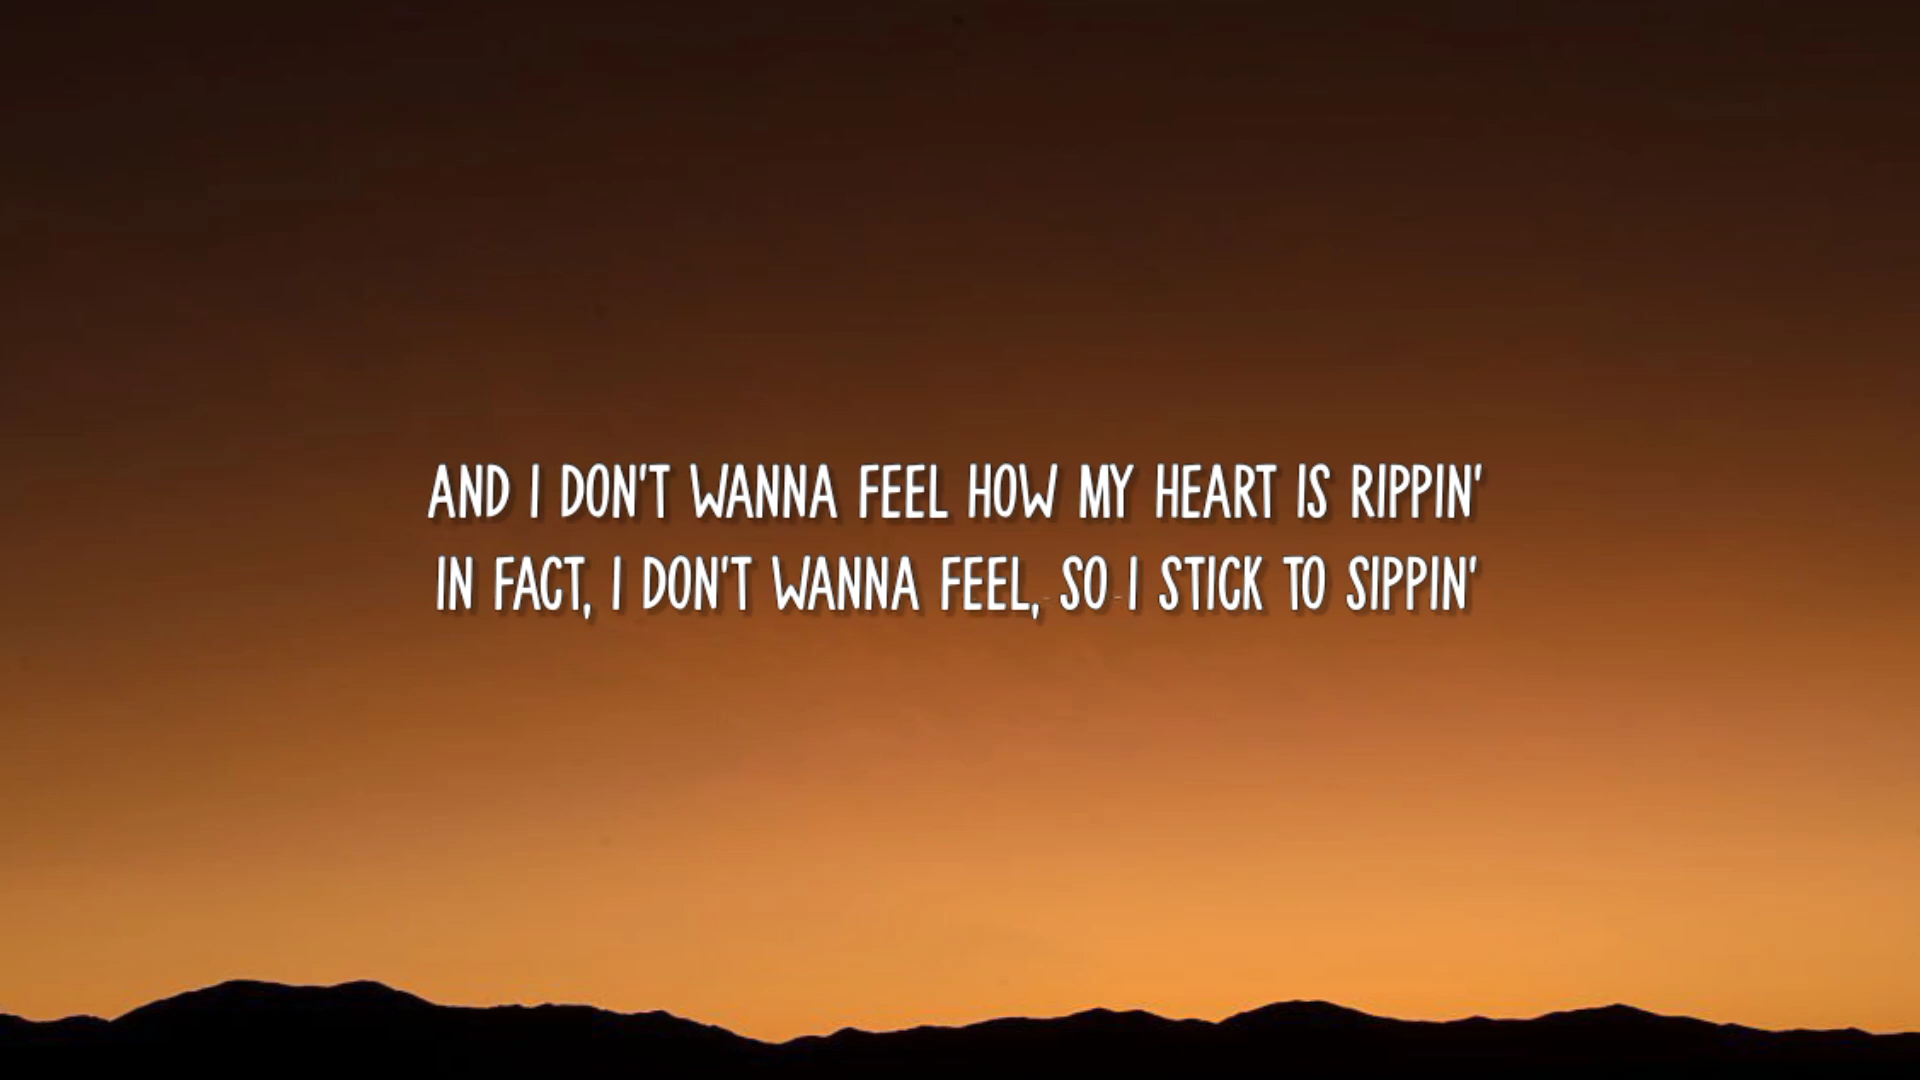 AND I DON'T WANNA FEEL HOW MY HEART IS RIPPIN'
IN FACT, I DON'T WANNA FEEL, SO I STICK TO SIPPIN'